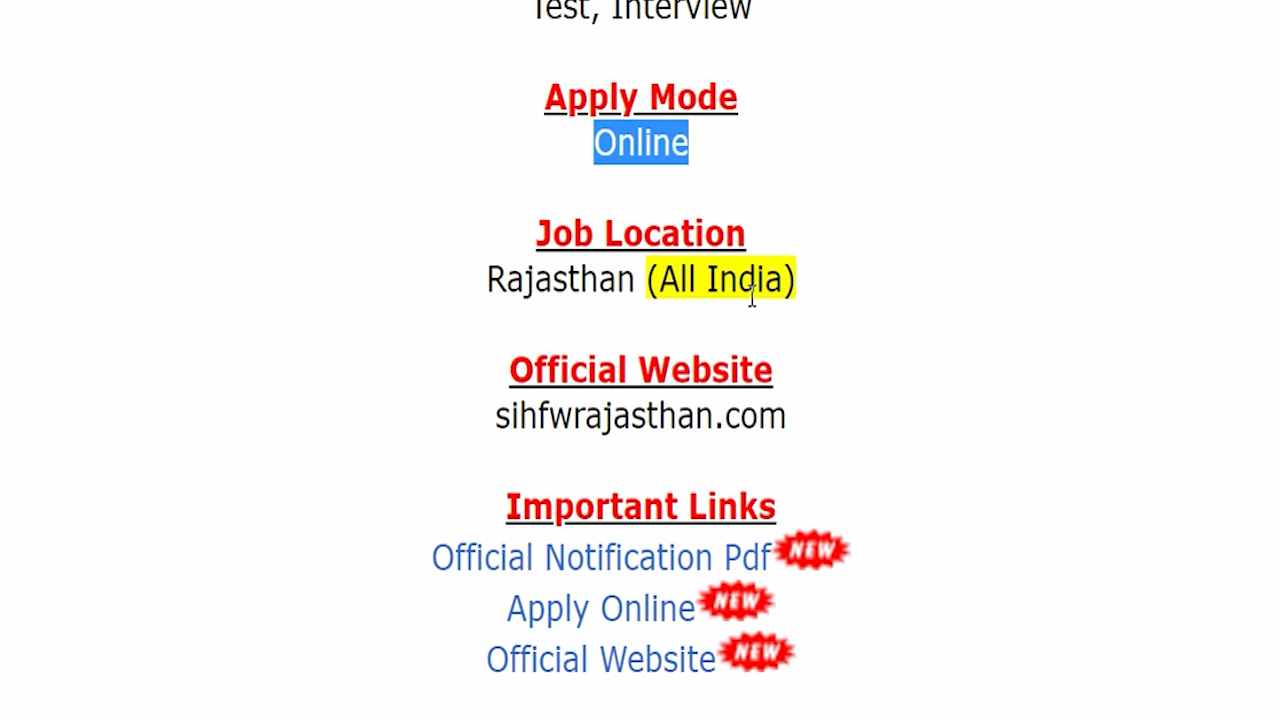 Test, Interview
Apply Mode
Online
Job Location
Rajasthan (All India)
Official Website
sihfwrajasthan.com
Important Links
Official Notification Pdf NEW
Apply Online NEW
Official Website NEW